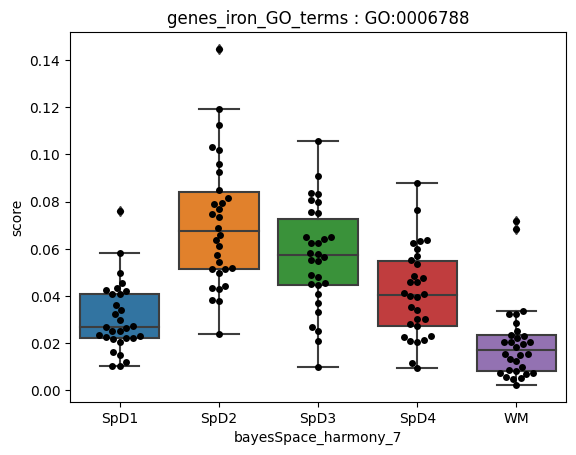 genes_iron_GO_terms : GO:0006788
0.14
0.12
0.10
0.08
0.06
0.04
0.02
0.00
score
SpD1 SpD2 SpD3 SpD4 WM
bayesSpace_harmony_7